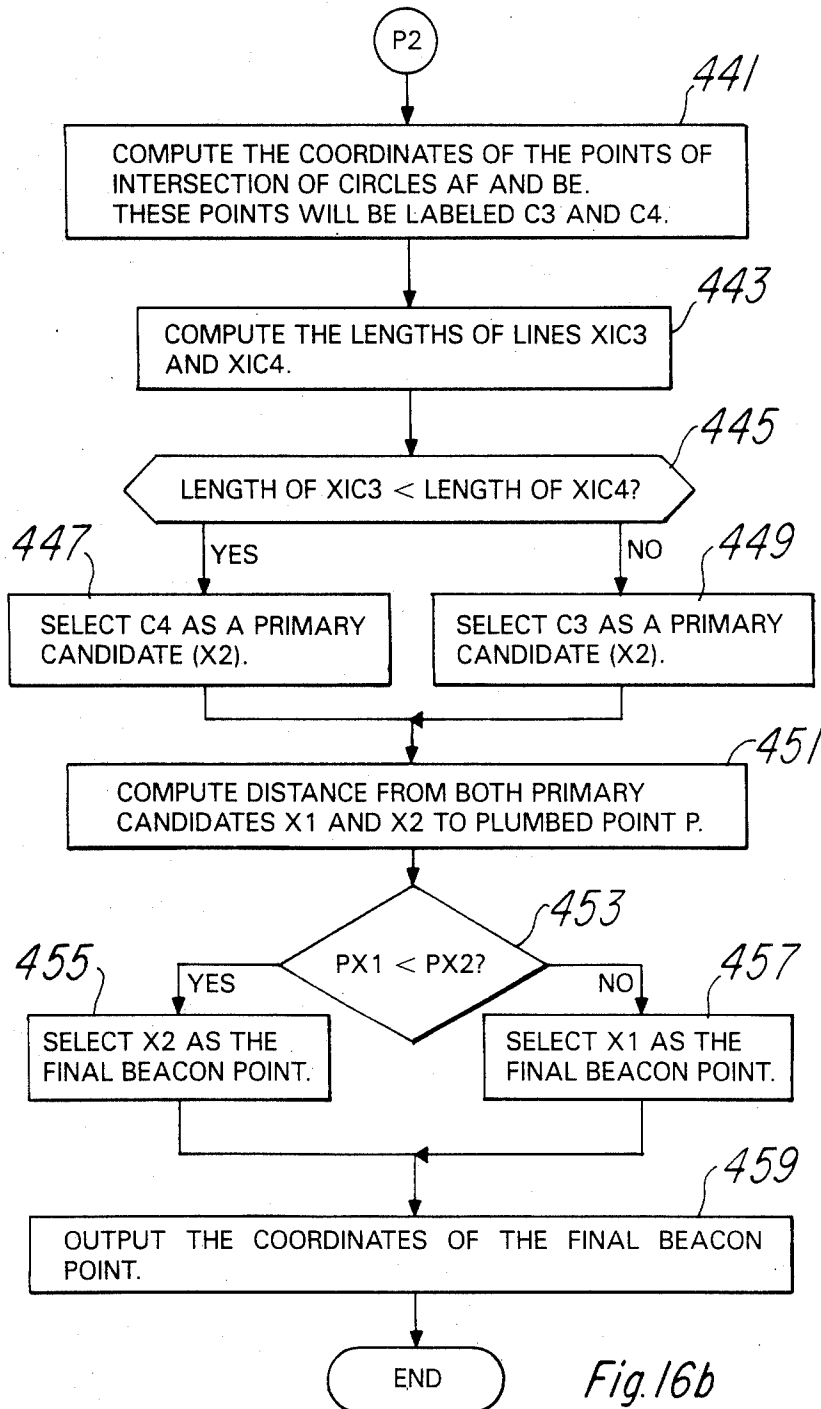 P2
441
COMPUTE THE COORDINATES OF THE POINTS OF
INTERSECTION OF CIRCLES AF AND BE.
THESE POINTS WILL BE LABELED C3 AND C4.
443
COMPUTE THE LENGTHS OF LINES XIC3
AND XIC4.
445
LENGTH OF XIC3 < LENGTH OF XIC4?
447
YES
NO
449
SELECT C4 AS A PRIMARY
CANDIDATE (X2).
SELECT C3 AS A PRIMARY
CANDIDATE (X2).
451
COMPUTE DISTANCE FROM BOTH PRIMARY
CANDIDATES X1 AND X2 TO PLUMBED POINT P.
453
PX1 < PX2?
455
YES
NO
457
SELECT X2 AS THE
FINAL BEACON POINT.
SELECT X1 AS THE
FINAL BEACON POINT.
459
OUTPUT THE COORDINATES OF THE FINAL BEACON
POINT.
END
Fig.16b